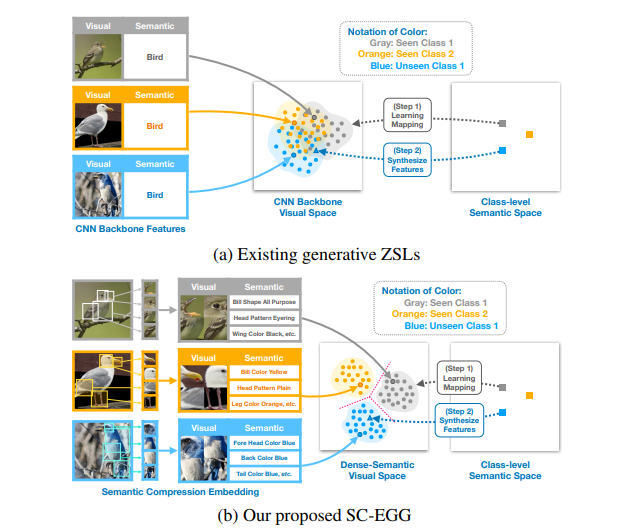 Visual Semantic
Bird
Visual Semantic
Bird
Visual Semantic
Bird
CNN Backbone Features
Notation of Color:
Gray: Seen Class 1
Orange: Seen Class 2
Blue: Unseen Class 1
(Step 1)
Learning
Mapping
(Step 2)
Synthesize
Features
CNN Backbone
Visual Space
Class-level
Semantic Space
(a) Existing generative ZSLs
Visual Semantic
Bill Shape All Purpose
Head Pattern Eyering
Wing Color Black, etc.
Visual Semantic
Bill Color Yellow
Head Pattern Plain
Leg Color Orange, etc.
Visual Semantic
Fore Head Color Blue
Back Color Blue
Tail Color Blue, etc.
Semantic Compression Embedding
Notation of Color:
Gray: Seen Class 1
Orange: Seen Class 2
Blue: Unseen Class 1
(Step 1)
Learning
Mapping
(Step 2)
Synthesize
Features
Dense-Semantic
Visual Space
Class-level
Semantic Space
(b) Our proposed SC-EGG